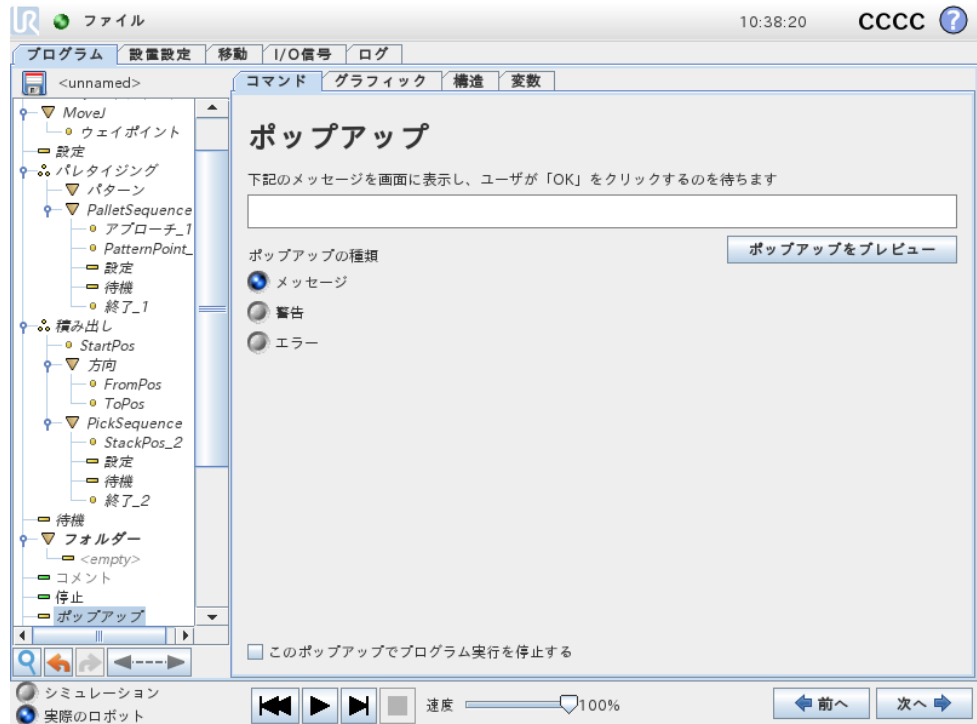 UR ファイル 10:38:20 CCCC ?
プログラム 設置設定 移動 I/O信号 ログ
<unnamed>
コマンド グラフィック 構造 変数
MoveJ
ウェイポイント
設定
パレタイジング
パターン
PalletSequence
アプローチ_1
PatternPoint_
設定
待機
終了_1
積み出し
StartPos
方向
FromPos
ToPos
PickSequence
StackPos_2
設定
待機
終了_2
待機
フォルダー
<empty>
コメント
停止
ポップアップ
ポップアップ
下記のメッセージを画面に表示し、ユーザが「OK」をクリックするのを待ちます
ポップアップをプレビュー
ポップアップの種類
メッセージ
警告
エラー
このポップアップでプログラム実行を停止する
シミュレーション
実際のロボット
速度 100%
前へ 次へ